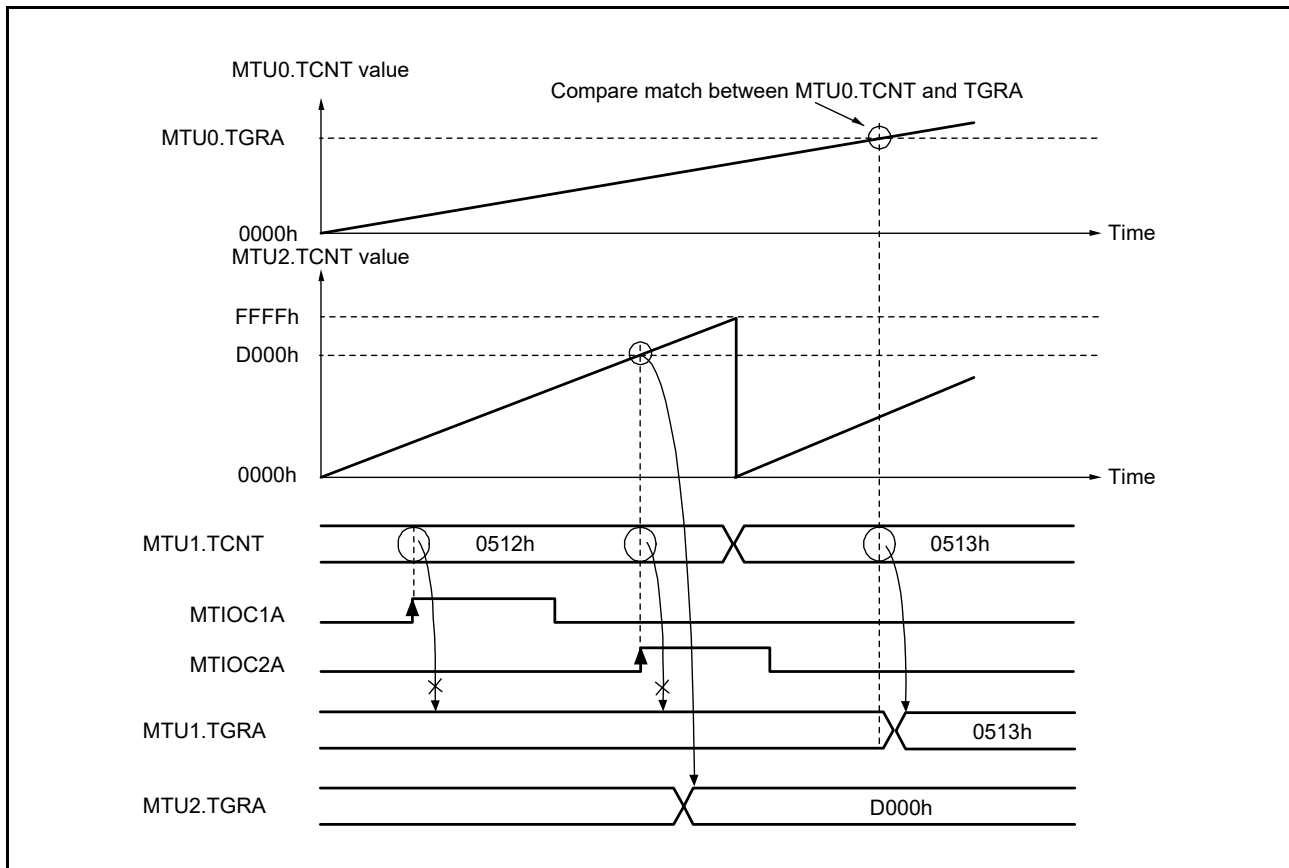 MTU0.TCNT value
Compare match between MTU0.TCNT and TGRA
MTU0.TGRA
0000h
Time
MTU2.TCNT value
FFFFh
D000h
0000h
Time
MTU1.TCNT
0512h
0513h
MTIOC1A
MTIOC2A
MTU1.TGRA
0513h
MTU2.TGRA
D000h